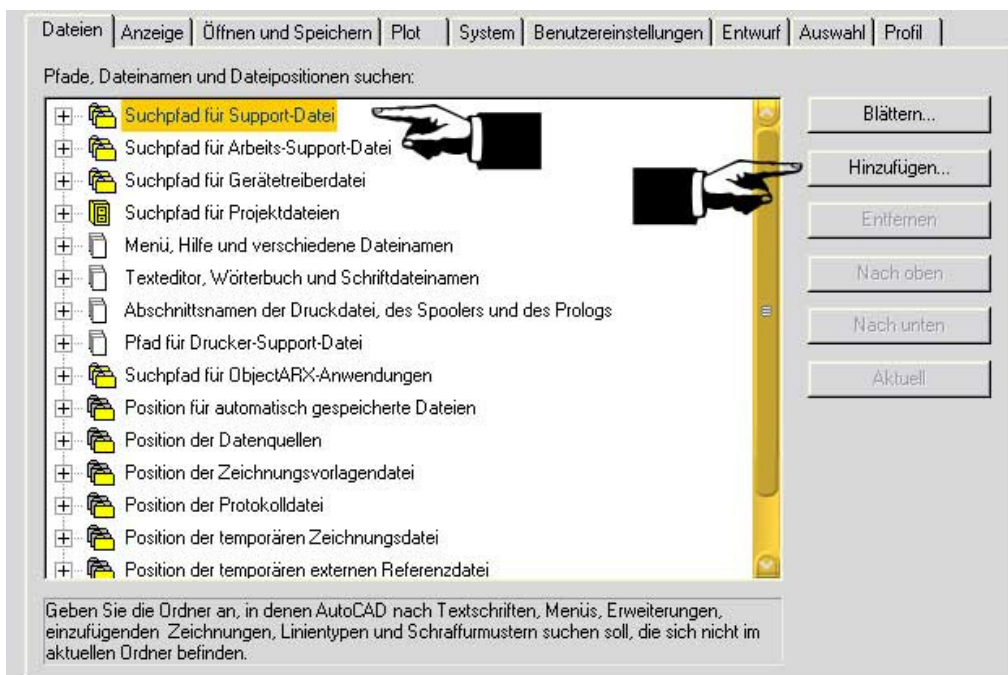 Dateien Anzeige Öffnen und Speichern Plot System Benutzereinstellungen Entwurf Auswahl Profil
Pfade, Dateinamen und Dateipositionen suchen:
Suchpfad für Support-Datei
Suchpfad für Arbeits-Support-Datei
Suchpfad für Gerätetreiberdatei
Suchpfad für Projektdateien
Menü, Hilfe und verschiedene Dateinamen
Texteditor, Wörterbuch und Schriftdateinamen
Abschnittsnamen der Druckdatei, des Spoolers und des Prologs
Pfad für Drucker-Support-Datei
Suchpfad für ObjectARX-Anwendungen
Position für automatisch gespeicherte Dateien
Position der Datenquellen
Position der Zeichnungsvorlagendatei
Position der Protokolldatei
Position der temporären Zeichnungsdatei
Position der temporären externen Referenzdatei
Blättern...
Hinzufügen...
Entfernen
Nach oben
Nach unten
Aktuell
Geben Sie die Ordner an, in denen AutoCAD nach Textschriften, Menüs, Erweiterungen,
einzufügenden Zeichnungen, Linientypen und Schraffurmustern suchen soll, die sich nicht im
aktuellen Ordner befinden.